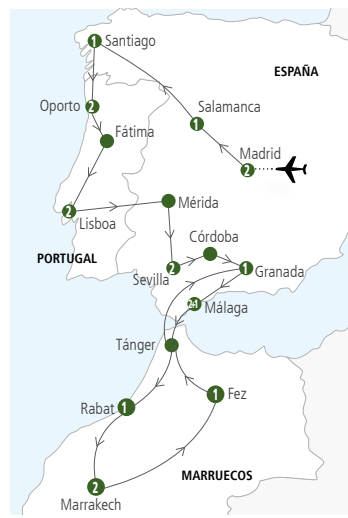 1 Santiago
ESPAÑA
Oporto 2
Salamanca
1
Fátima
Madrid
2
2
Lisboa
Mérida
PORTUGAL
Córdoba
Sevilla 2
1 Granada
2+1 Málaga
Tánger
Rabat 1
1 Fez
MARRUECOS
2
Marrakech